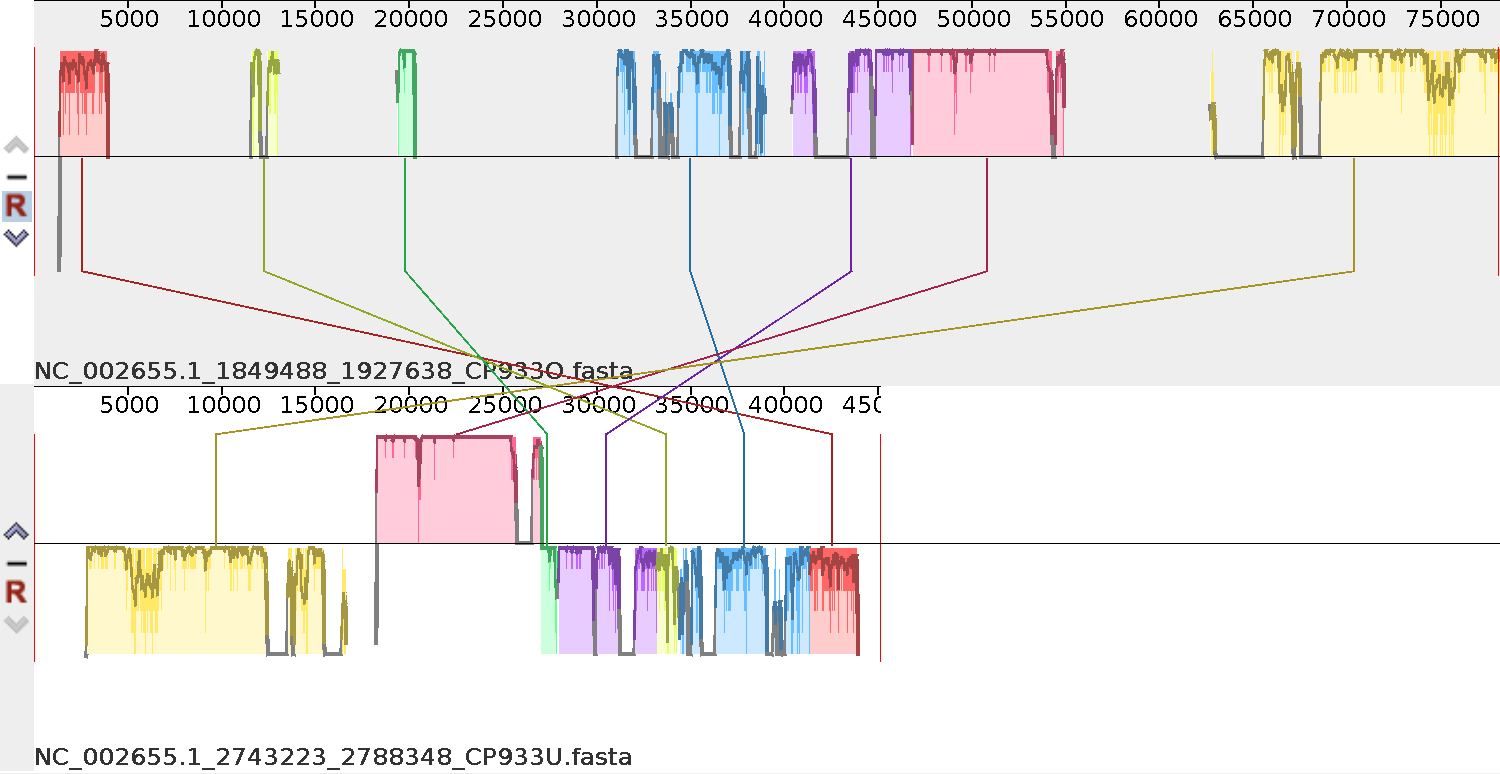 5000 10000 15000 20000 25000 30000 35000 40000 45000 50000 55000 60000 65000 70000 75000
R
NC_002655.1_1849488_1927638_CP933O.fasta
5000 10000 15000 20000 25000 30000 35000 40000 450
R
NC_002655.1_2743223_2788348_CP933U.fasta